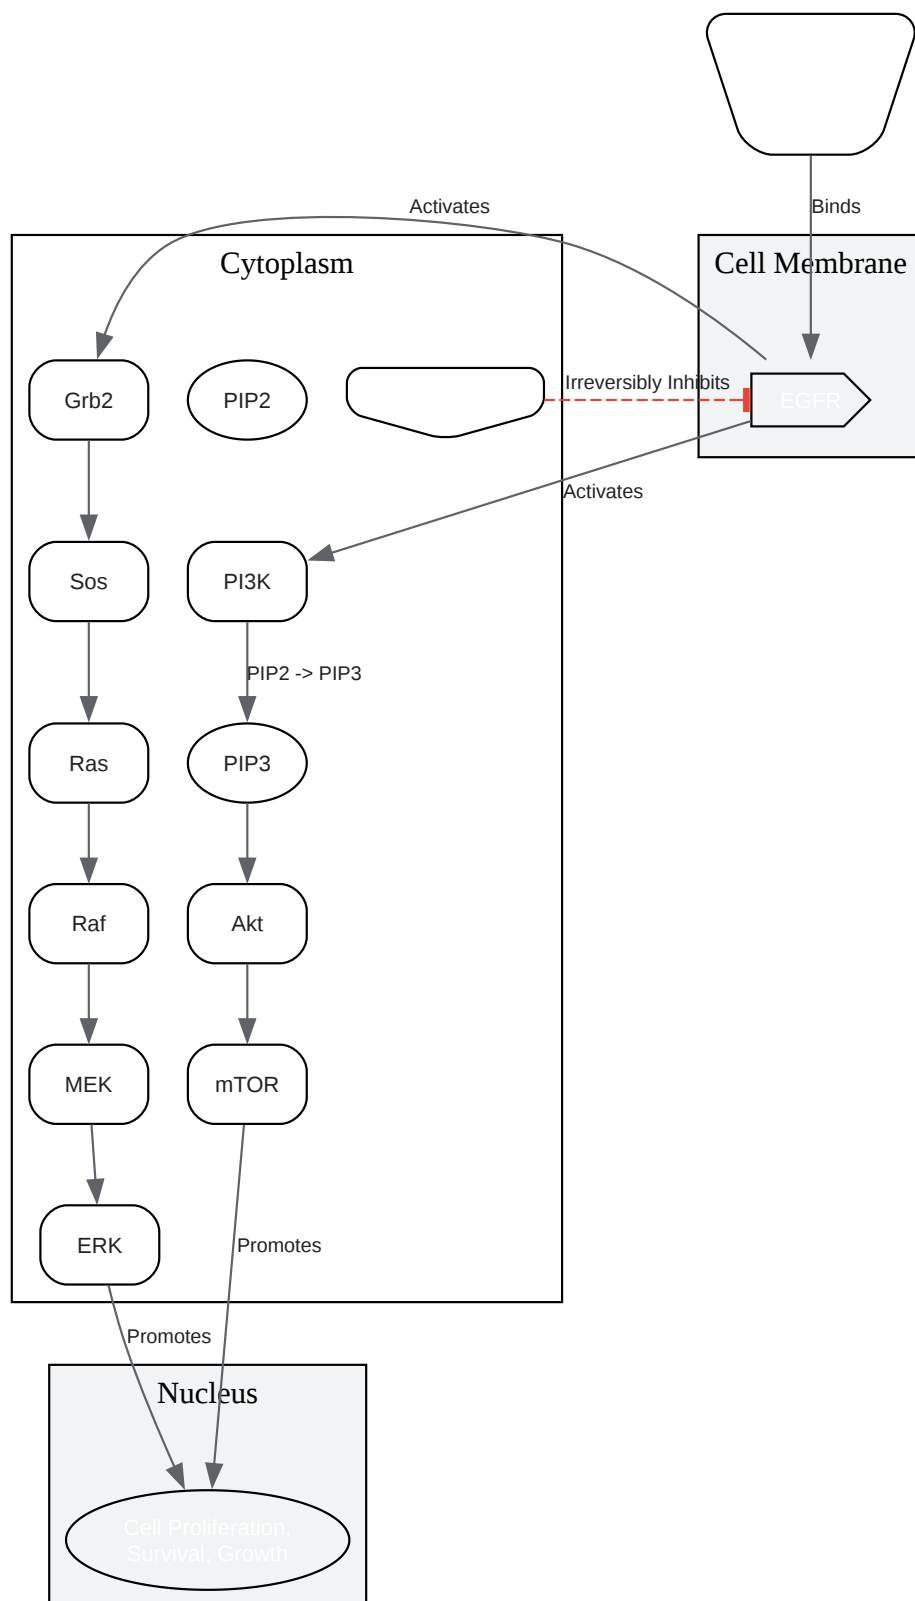 Binds
Activates
Cytoplasm
Cell Membrane
Grb2
PIP2
Irreversibly Inhibits
EGFR
Activates
Sos
PI3K
PIP2 -> PIP3
Ras
PIP3
Raf
Akt
MEK
mTOR
ERK
Promotes
Promotes
Nucleus
Cell Proliferation,
Survival, Growth